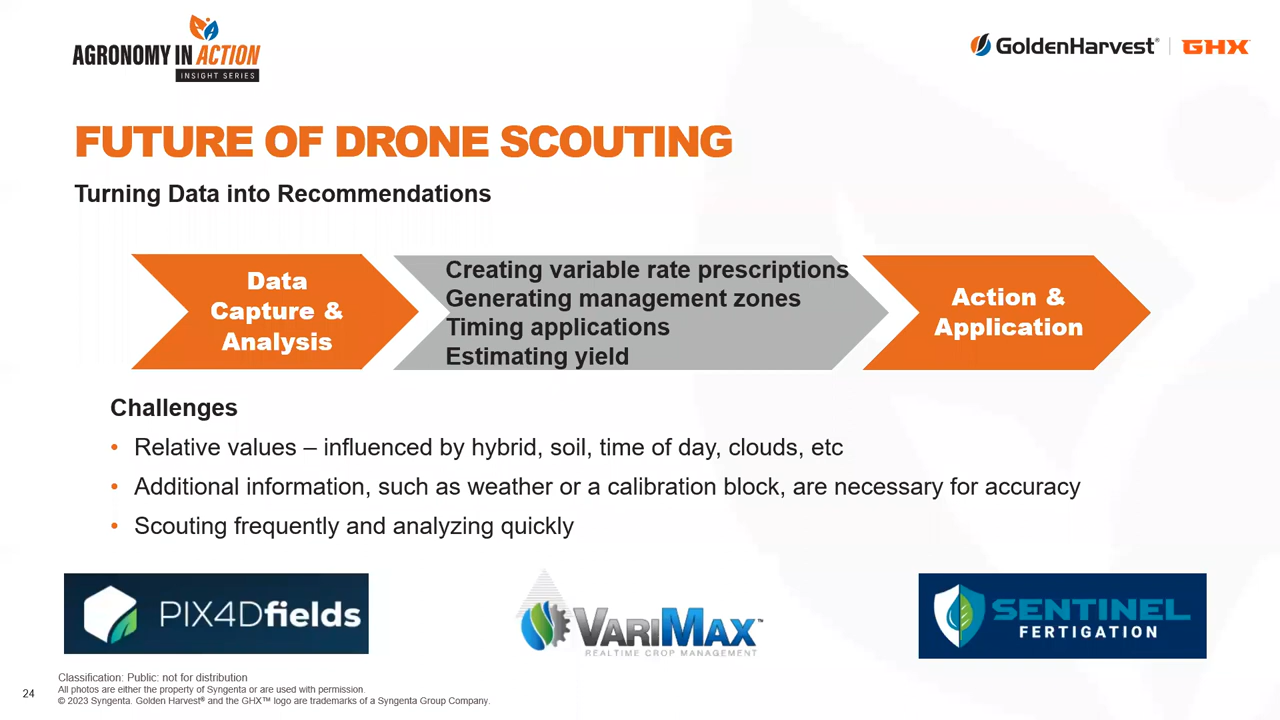 AGRONOMY IN ACTION
INSIGHT SERIES
GoldenHarvest® GHX
FUTURE OF DRONE SCOUTING
Turning Data into Recommendations
Data
Capture &
Analysis
Creating variable rate prescriptions
Generating management zones
Timing applications
Estimating yield
Action &
Application
Challenges
• Relative values – influenced by hybrid, soil, time of day, clouds, etc
• Additional information, such as weather or a calibration block, are necessary for accuracy
• Scouting frequently and analyzing quickly
PIX4Dfields
VARIMAX™
REALTIME CROP MANAGEMENT
SENTINEL
FERTIGATION
24
Classification: Public: not for distribution
All photos are either the property of Syngenta or are used with permission.
© 2023 Syngenta. Golden Harvest® and the GHX™ logo are trademarks of a Syngenta Group Company.